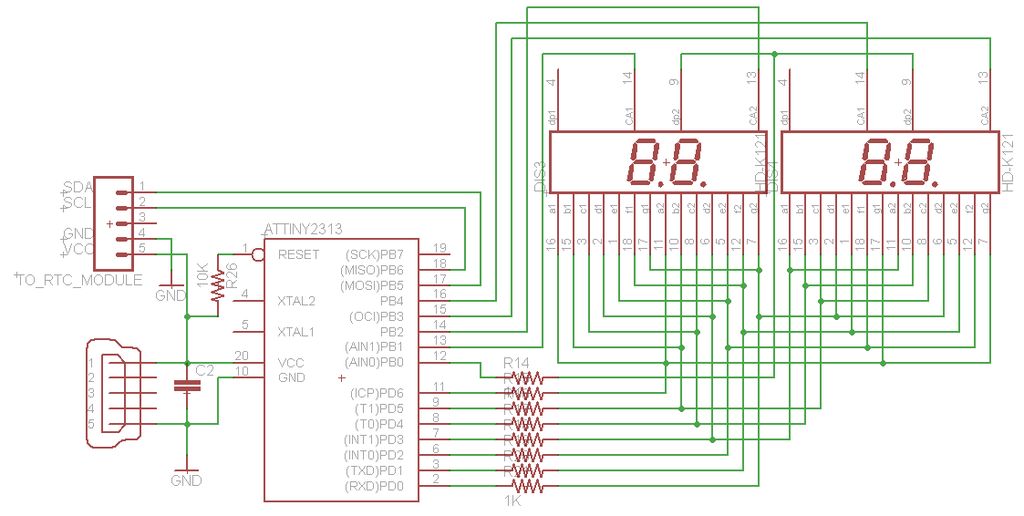 4
14
9
13
4
14
9
13
dp1
CA1
dp2
CA2
dp1
CA1
dp2
CA2
DIS3
HD-K121
HD-K121
a1
b1
c1
d1
e1
f1
g1
a2
b2
c2
d2
e2
f2
g2
a1
b1
c1
d1
e1
f1
g1
a2
b2
c2
d2
e2
f2
g2
16
15
3
2
1
18
17
11
10
8
6
5
12
7
16
15
3
2
1
18
17
11
10
8
6
5
12
7
SDA
SCL
GND
VCC
1
2
3
4
5
TO_RTC_MODULE
GND
10K
R26
ATTINY2313
1
RESET
4
XTAL2
5
XTAL1
20
VCC
10
GND
(SCK)PB7
19
(MISO)PB6
18
(MOSI)PB5
17
PB4
16
(OCI)PB3
15
PB2
14
(AIN1)PB1
13
(AIN0)PB0
12
(ICP)PD6
11
(T1)PD5
9
(T0)PD4
8
(INT1)PD3
7
(INT0)PD2
6
(TXD)PD1
3
(RXD)PD0
2
1
2
3
4
5
C2
GND
R14
1K